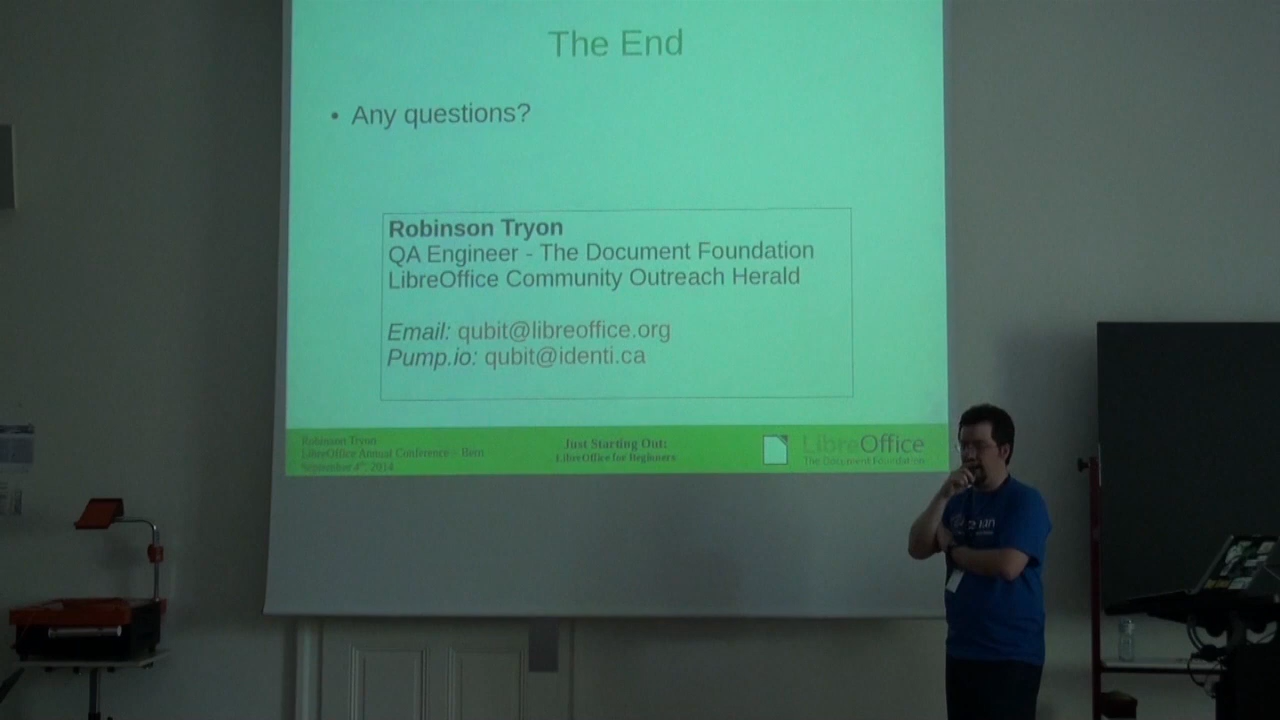 The End
• Any questions?
Robinson Tryon
QA Engineer - The Document Foundation
LibreOffice Community Outreach Herald
Email: qubit@libreoffice.org
Pump.io: qubit@identi.ca
Robinson Tryon
LibreOffice Annual Conference – Bern
September 4th, 2014
Just Starting Out:
LibreOffice for Beginners
LibreOffice
The Document Foundation